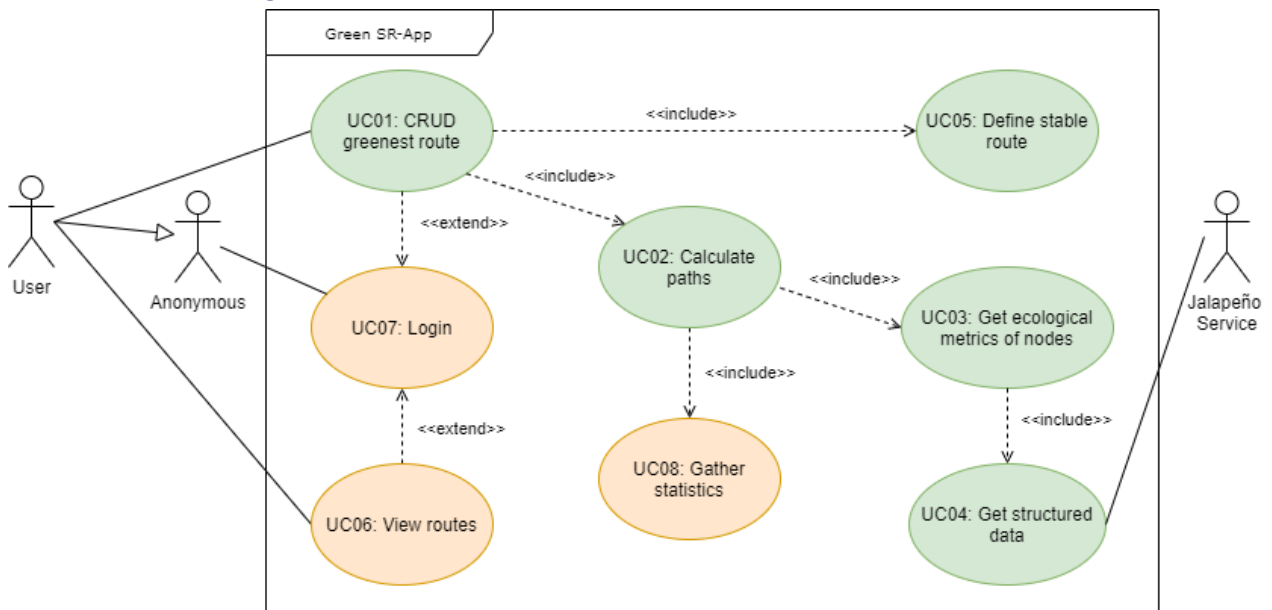 Green SR-App
UC01: CRUD
greenest route
<<include>>
UC05: Define stable
route
<<include>>
<<extend>>
User
Anonymous
UC02: Calculate
paths
<<include>>
Jalapeño
Service
UC07: Login
UC03: Get ecological
metrics of nodes
<<include>>
<<include>>
<<extend>>
UC08: Gather
statistics
UC06: View routes
UC04: Get structured
data